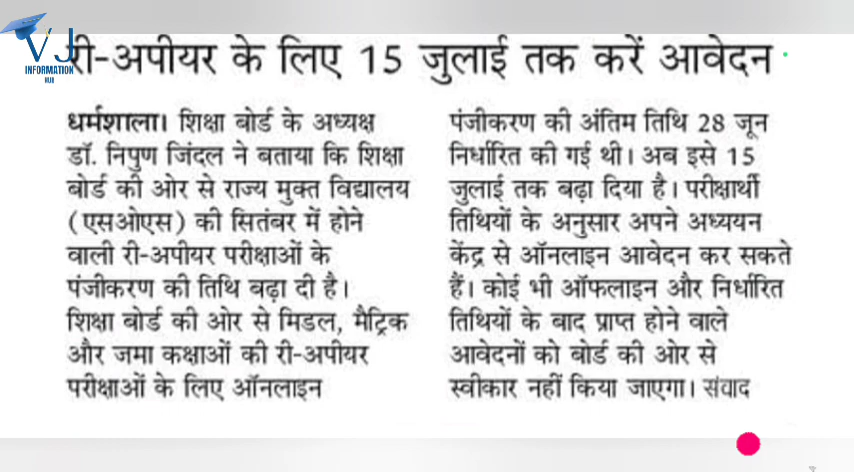 VJ
INFORMATION
HUB
री-अपीयर के लिए 15 जुलाई तक करें आवेदन
धर्मशाला। शिक्षा बोर्ड के अध्यक्ष
डॉ. निपुण जिंदल ने बताया कि शिक्षा
बोर्ड की ओर से राज्य मुक्त विद्यालय
(एसओएस) की सितंबर में होने
वाली री-अपीयर परीक्षाओं के
पंजीकरण की तिथि बढ़ा दी है।
शिक्षा बोर्ड की ओर से मिडल, मैट्रिक
और जमा कक्षाओं की री-अपीयर
परीक्षाओं के लिए ऑनलाइन
पंजीकरण की अंतिम तिथि 28 जून
निर्धारित की गई थी। अब इसे 15
जुलाई तक बढ़ा दिया है। परीक्षार्थी
तिथियों के अनुसार अपने अध्ययन
केंद्र से ऑनलाइन आवेदन कर सकते
हैं। कोई भी ऑफलाइन और निर्धारित
तिथियों के बाद प्राप्त होने वाले
आवेदनों को बोर्ड की ओर से
स्वीकार नहीं किया जाएगा। संवाद